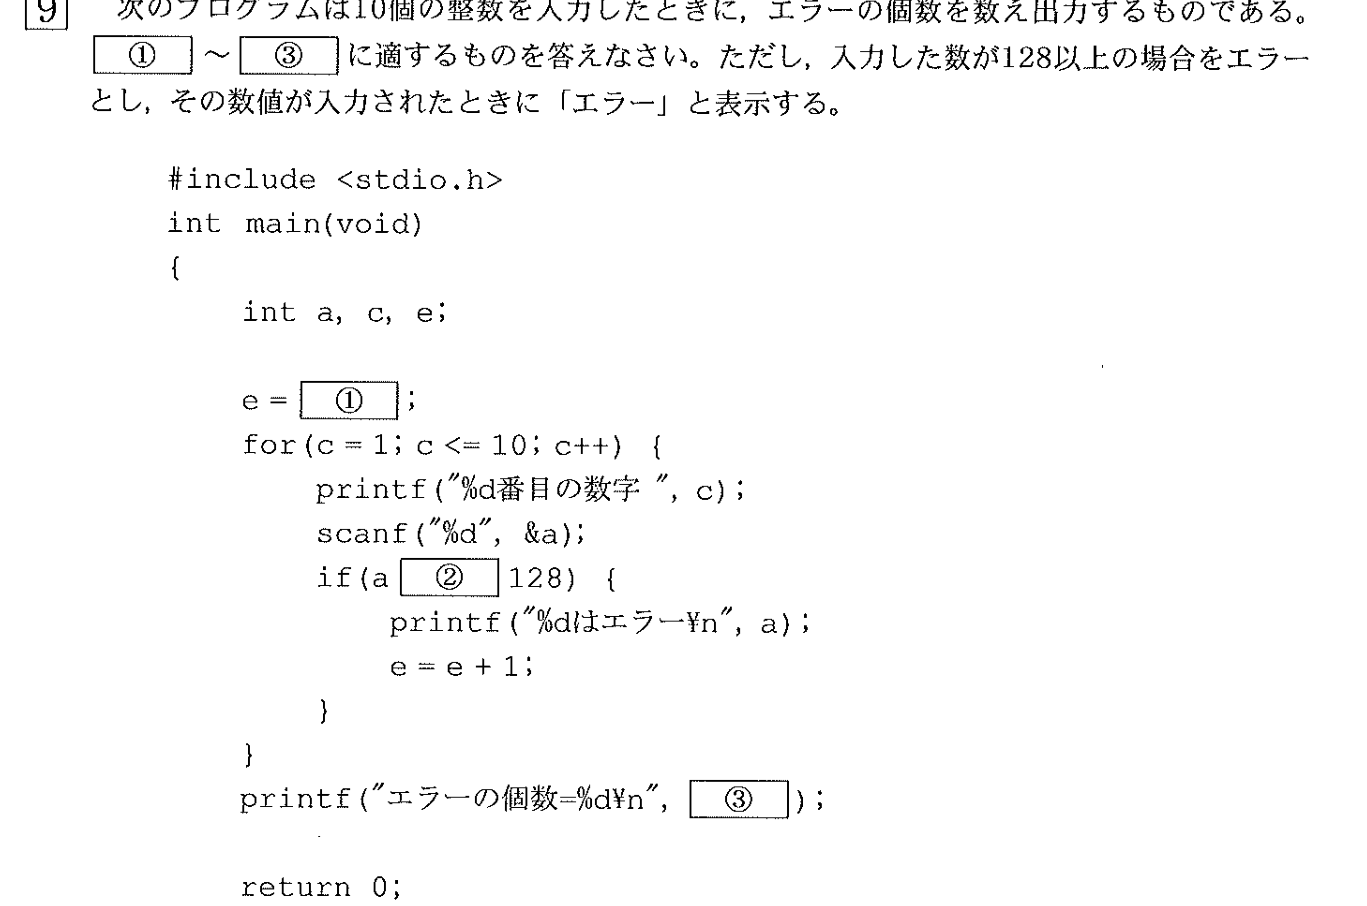 9 次のプログラムは10個の整数を入力したときに，エラーの個数を数え出力するものである。
① ～ ③ に適するものを答えなさい。ただし，入力した数が128以上の場合をエラー
とし，その数値が入力されたときに「エラー」と表示する。
#include <stdio.h>
int main(void)
{
int a, c, e;
e = ① ;
for(c = 1; c <= 10; c++) {
printf("%d番目の数字 ", c);
scanf("%d", &a);
if(a ② 128) {
printf("%dはエラー¥n", a);
e = e + 1;
}
}
printf("エラーの個数=%d¥n", ③ );
return 0;